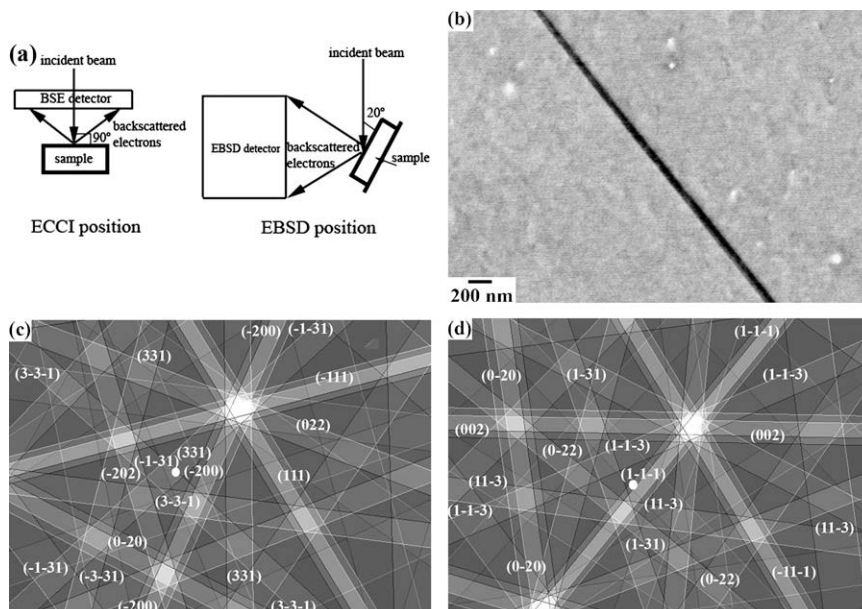 (a)
incident beam
BSE detector
backscattered
electrons
90°
sample
ECCI position
incident beam
20°
EBSD detector
backscattered
electrons
sample
EBSD position
(b)
200 nm
(c)
(-200)
(-1-31)
(331)
(3-3-1)
(-111)
(022)
(331)
(-1-31)
(-200)
(-202)
(111)
(3-3-1)
(0-20)
(-1-31)
(-3-31)
(331)
(-200)
(3-3-1)
(d)
(1-1-1)
(0-20)
(1-31)
(1-1-3)
(002)
(1-1-3)
(002)
(0-22)
(1-1-1)
(11-3)
(11-3)
(1-1-3)
(11-3)
(1-31)
(0-20)
(0-22)
(-11-1)